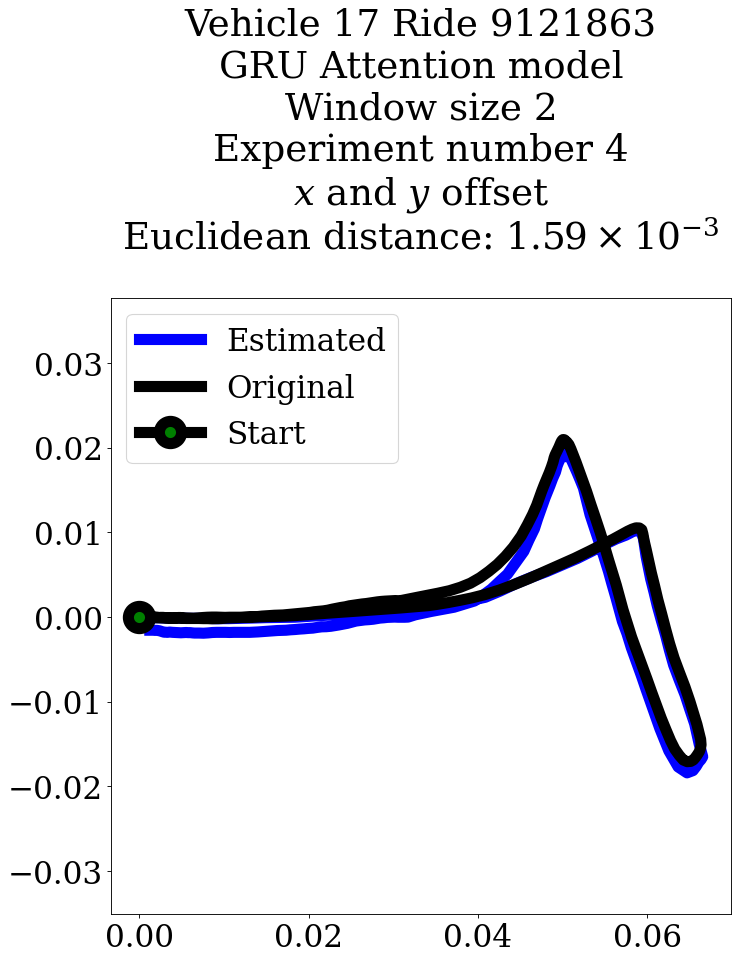 Vehicle 17 Ride 9121863
GRU Attention model
Window size 2
Experiment number 4
x and y offset
Euclidean distance: 1.59 × 10⁻³
Estimated
Original
Start
0.03
0.02
0.01
0.00
−0.01
−0.02
−0.03
0.00 0.02 0.04 0.06